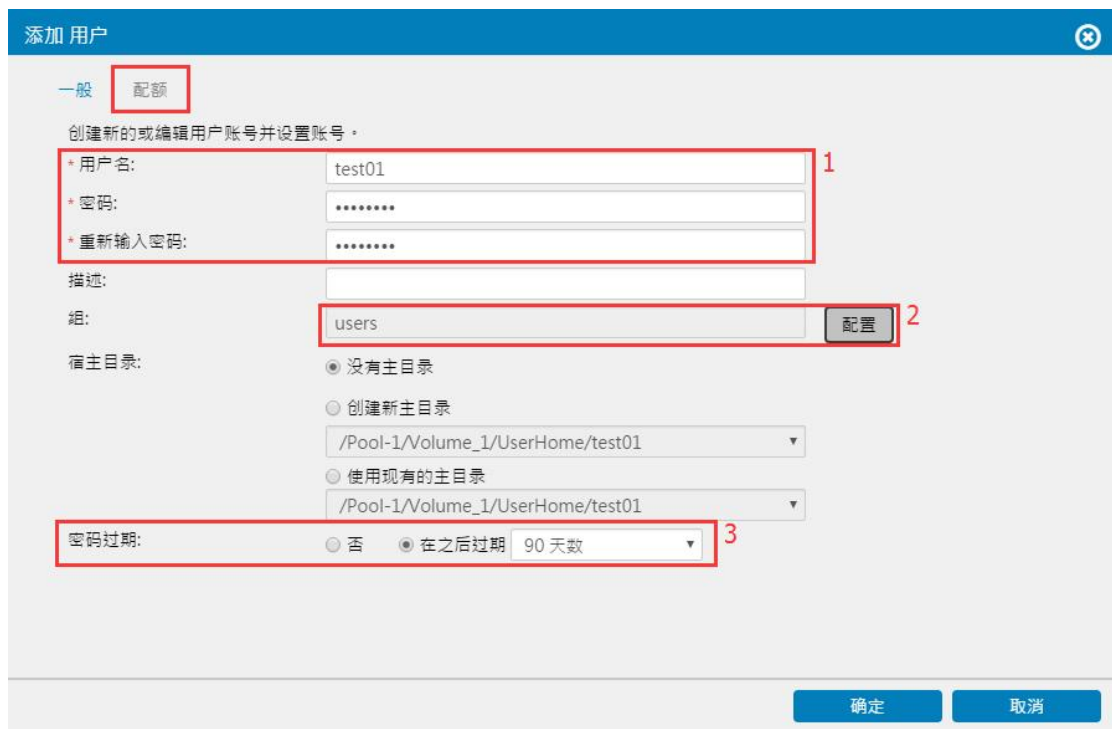 添加 用户
一般 配额
创建新的或编辑用户账号并设置账号。
* 用户名: test01 1
* 密码: ••••••••
* 重新输入密码: ••••••••
描述:
組: users 配置 2
宿主目录: 没有主目录
创建新主目录
/Pool-1/Volume_1/UserHome/test01
使用现有的主目录
/Pool-1/Volume_1/UserHome/test01
密码过期: 否 在之后过期 90 天数 3
确定 取消